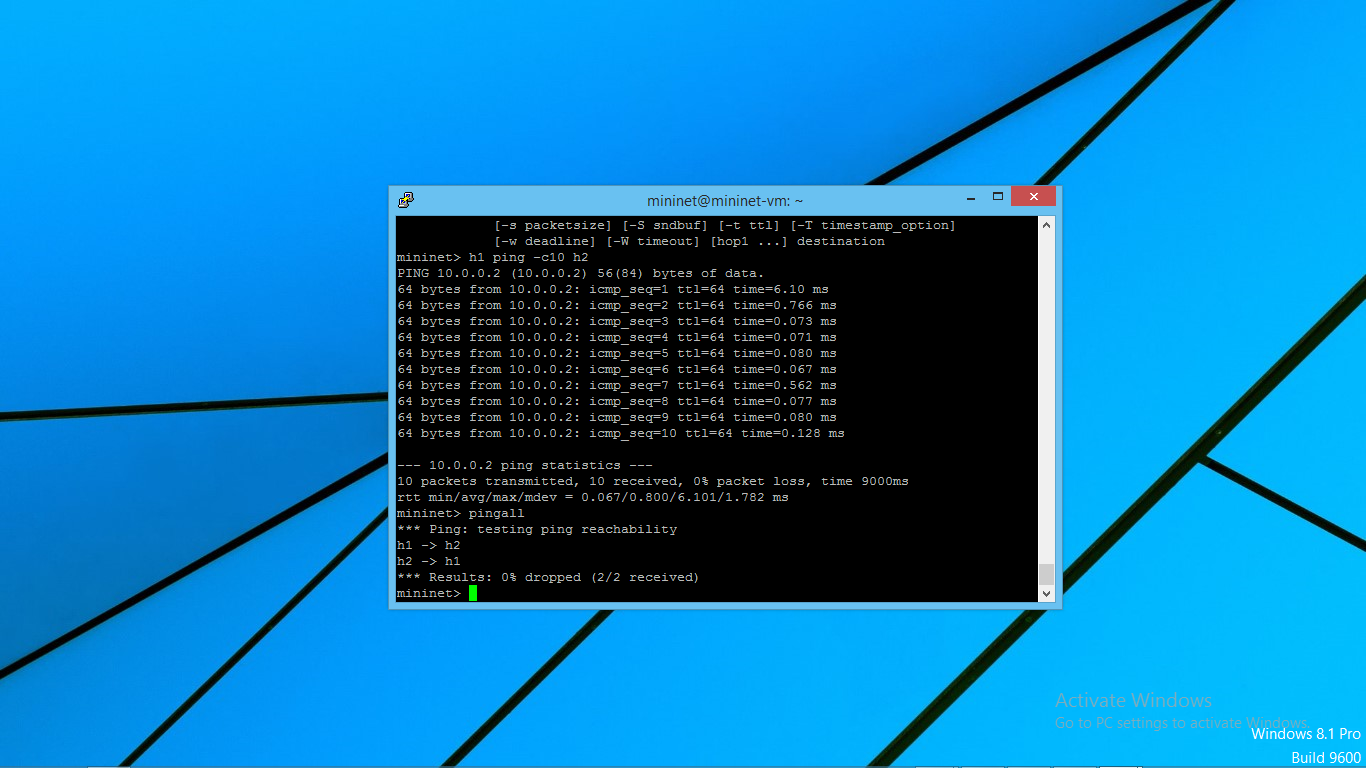 mininet@mininet-vm: ~
[-s packetsize] [-S sndbuf] [-t ttl] [-T timestamp_option]
[-w deadline] [-W timeout] [hop1 ...] destination
mininet> h1 ping -c10 h2
PING 10.0.0.2 (10.0.0.2) 56(84) bytes of data.
64 bytes from 10.0.0.2: icmp_seq=1 ttl=64 time=6.10 ms
64 bytes from 10.0.0.2: icmp_seq=2 ttl=64 time=0.766 ms
64 bytes from 10.0.0.2: icmp_seq=3 ttl=64 time=0.073 ms
64 bytes from 10.0.0.2: icmp_seq=4 ttl=64 time=0.071 ms
64 bytes from 10.0.0.2: icmp_seq=5 ttl=64 time=0.080 ms
64 bytes from 10.0.0.2: icmp_seq=6 ttl=64 time=0.067 ms
64 bytes from 10.0.0.2: icmp_seq=7 ttl=64 time=0.562 ms
64 bytes from 10.0.0.2: icmp_seq=8 ttl=64 time=0.077 ms
64 bytes from 10.0.0.2: icmp_seq=9 ttl=64 time=0.080 ms
64 bytes from 10.0.0.2: icmp_seq=10 ttl=64 time=0.128 ms
--- 10.0.0.2 ping statistics ---
10 packets transmitted, 10 received, 0% packet loss, time 9000ms
rtt min/avg/max/mdev = 0.067/0.800/6.101/1.782 ms
mininet> pingall
*** Ping: testing ping reachability
h1 -> h2
h2 -> h1
*** Results: 0% dropped (2/2 received)
mininet>
Activate Windows
Go to PC settings to activate Windows.
Windows 8.1 Pro
Build 9600